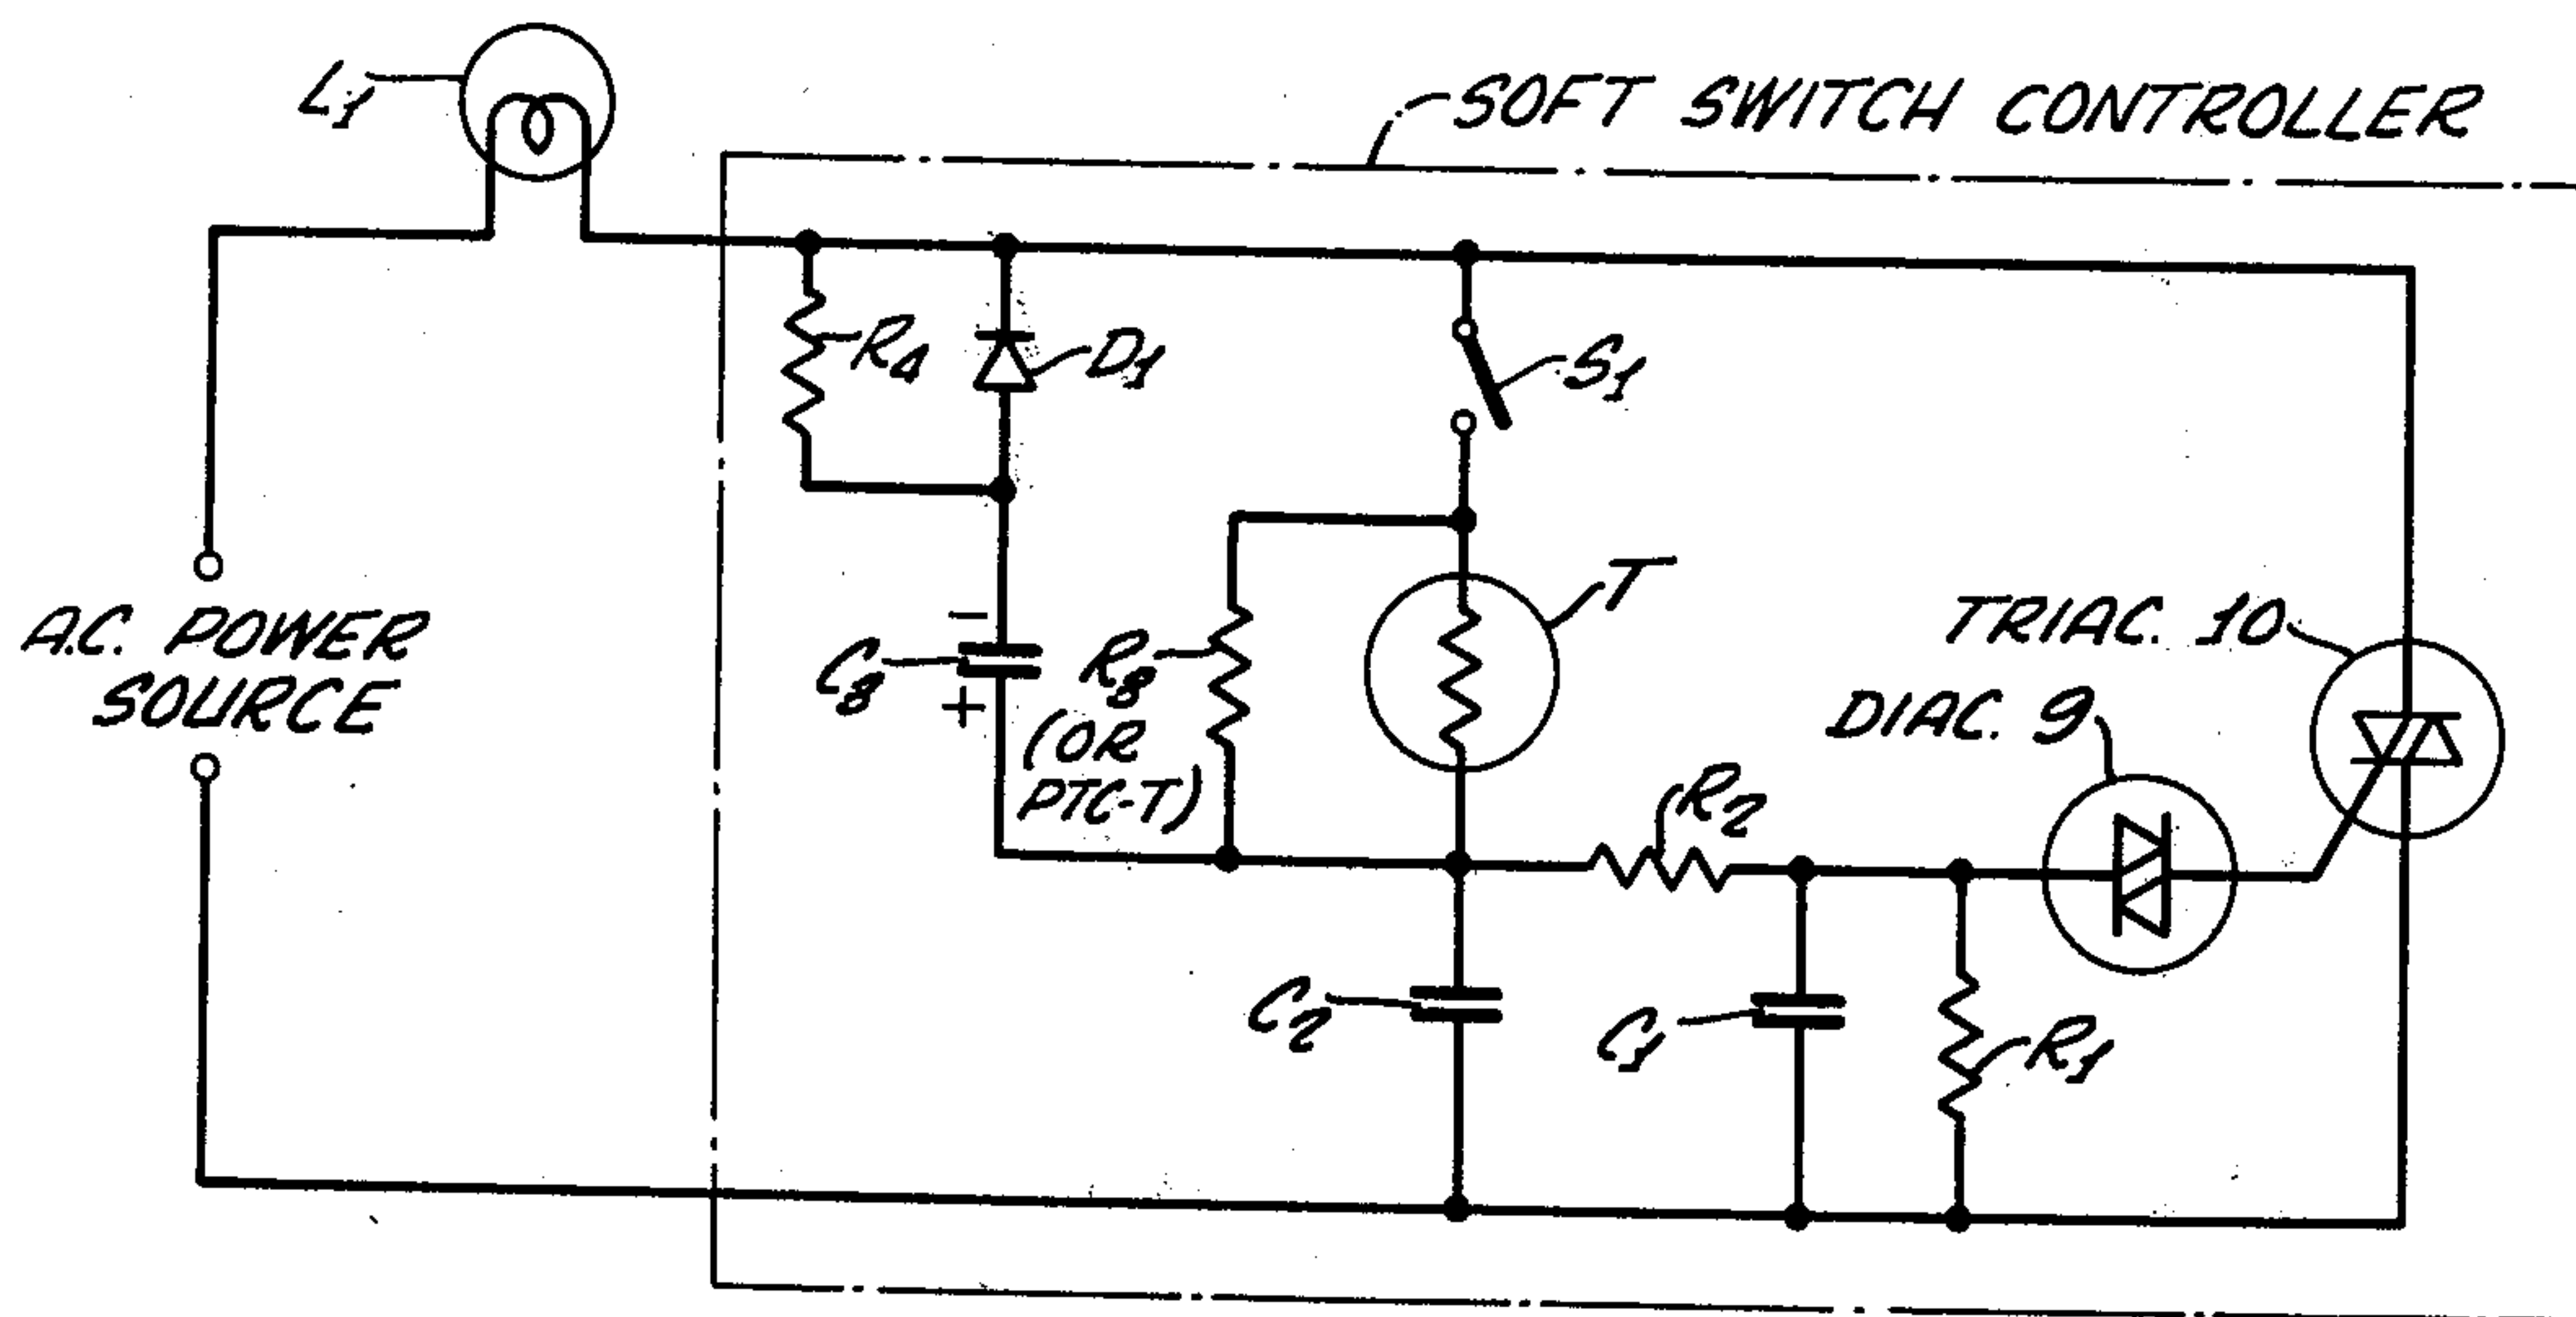 L1
SOFT SWITCH CONTROLLER
R4
D1
S1
A.C. POWER
SOURCE
T
C8
−
+
R8
(OR
PTC-T)
TRIAC. 10
DIAC. 9
R2
C2
C1
R1